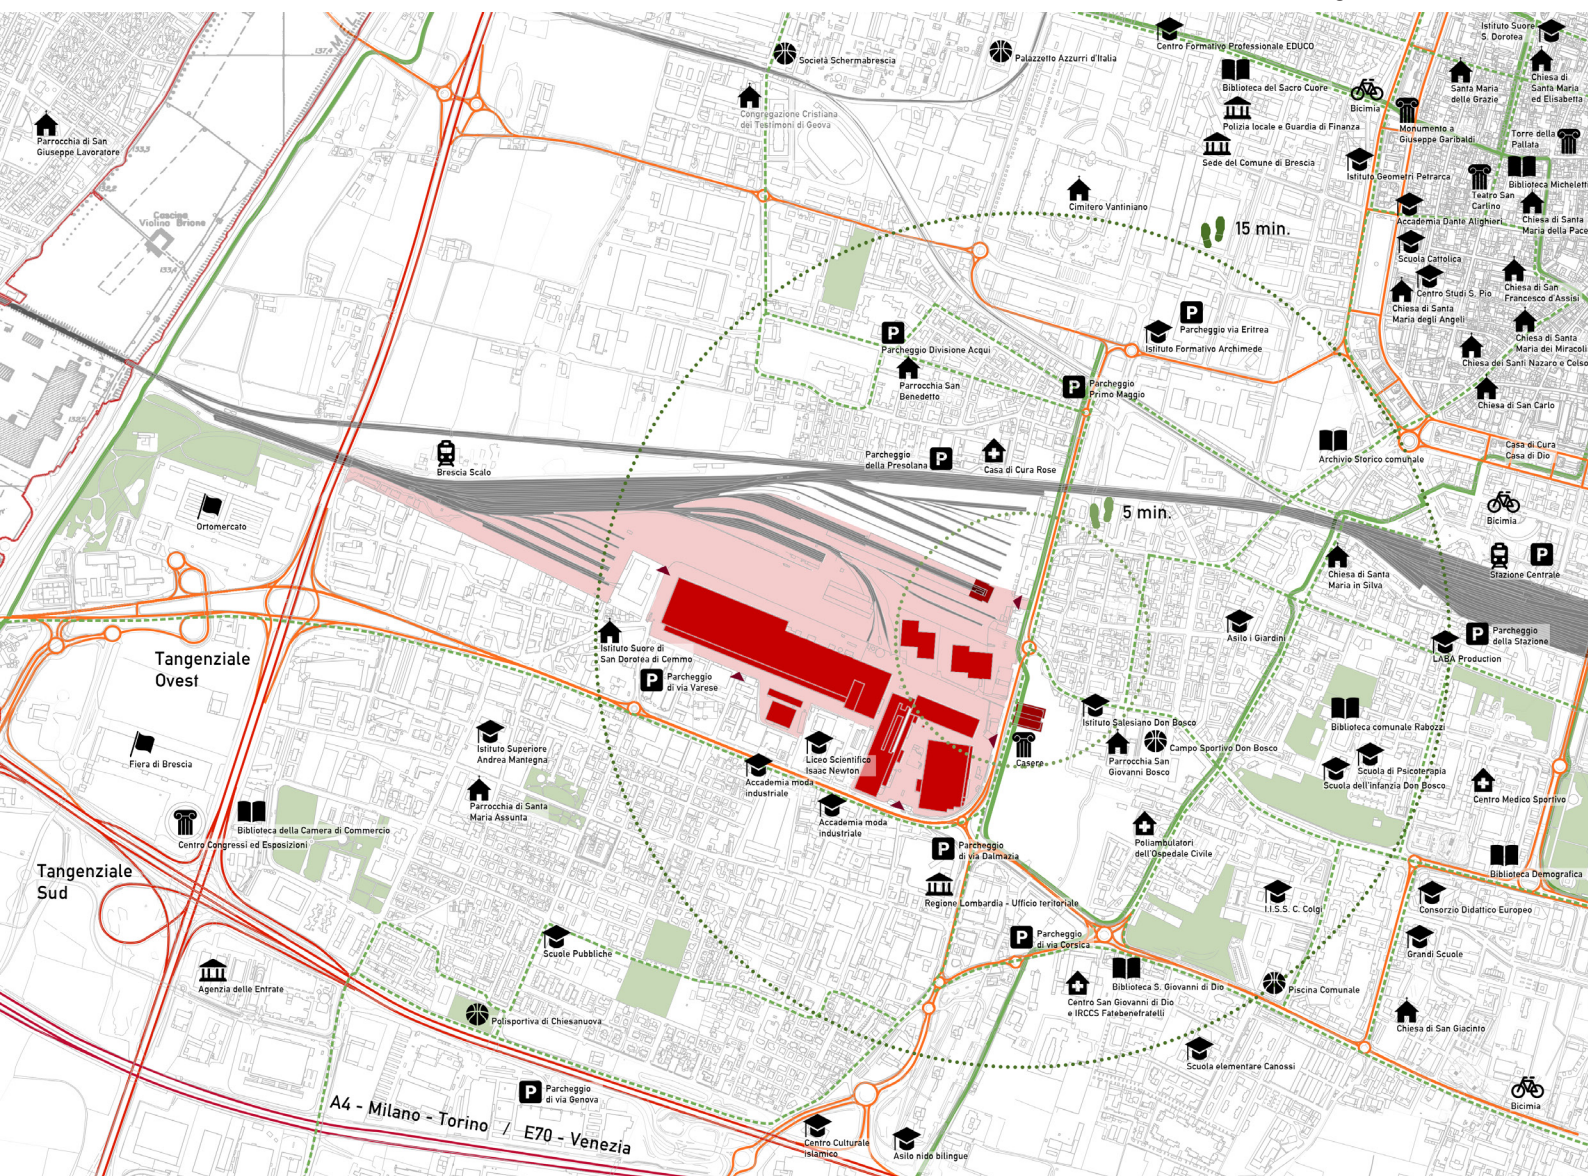 Istituto Suore
S. Dorotea
Centro Formativo Professionale EDUCO
Società Schermabrescia
Palazzetto Azzurri d'Italia
Chiesa di
Santa Maria
ed Elisabetta
Santa Maria
delle Grazie
Biblioteca del Sacro Cuore
Bicimia
Congregazione Cristiana
dei Testimoni di Geova
Polizia locale e Guardia di Finanza
Monumento a
Giuseppe Garibaldi
Torre della
Pallata
Parrocchia di San
Giuseppe Lavoratore
Sede del Comune di Brescia
Istituto Geometri Petrarca
Biblioteca Micheletti
Teatro San
Carlino
Cimitero Vantiniano
Cascina
Violino Brione
Accademia Dante Alighieri
Chiesa di Santa
Maria della Pace
15 min.
Scuola Cattolica
Centro Studi S. Pio
Chiesa di San
Francesco d'Assisi
Chiesa di Santa
Maria degli Angeli
Parcheggio via Eritrea
Istituto Formativo Archimede
Chiesa di Santa
Maria dei Miracoli
Parcheggio Divisione Acqui
Chiesa dei Santi Nazaro e Celso
Parrocchia San
Benedetto
Parcheggio
Primo Maggio
Chiesa di San Carlo
Casa di Cura
Casa di Dio
Archivio Storico comunale
Parcheggio
della Presolana
Casa di Cura Rose
Brescia Scalo
5 min.
Bicimia
Ortomercato
Stazione Centrale
Chiesa di Santa
Maria in Silva
Asilo i Giardini
Parcheggio
della Stazione
LABA Production
Istituto Suore di
San Dorotea di Cemmo
Tangenziale
Ovest
Parcheggio
di via Varese
Istituto Salesiano Don Bosco
Biblioteca comunale Rabozzi
Istituto Superiore
Andrea Mantegna
Liceo Scientifico
Isaac Newton
Casere
Parrocchia San
Giovanni Bosco
Campo Sportivo Don Bosco
Fiera di Brescia
Scuola di Psicoterapia
Scuola dell'infanzia Don Bosco
Accademia moda
industriale
Centro Medico Sportivo
Parrocchia di Santa
Maria Assunta
Accademia moda
industriale
Biblioteca della Camera di Commercio
Centro Congressi ed Esposizioni
Parcheggio
di via Dalmazia
Poliambulatori
dell'Ospedale Civile
Tangenziale
Sud
Biblioteca Demografica
Regione Lombardia - Ufficio teritoriale
I.I.S.S. C. Colgi
Consorzio Didattico Europeo
Parcheggio
di via Corsica
Scuole Pubbliche
Grandi Scuole
Agenzia delle Entrate
Biblioteca S. Giovanni di Dio
Piscina Comunale
Centro San Giovanni di Dio
e IRCCS Fatebenefratelli
Polisportiva di Chiesanuova
Chiesa di San Giacinto
Scuola elementare Canossi
Parcheggio
di via Genova
A4 - Milano - Torino / E70 - Venezia
Bicimia
Centro Culturale
islamico
Asilo nido bilingue